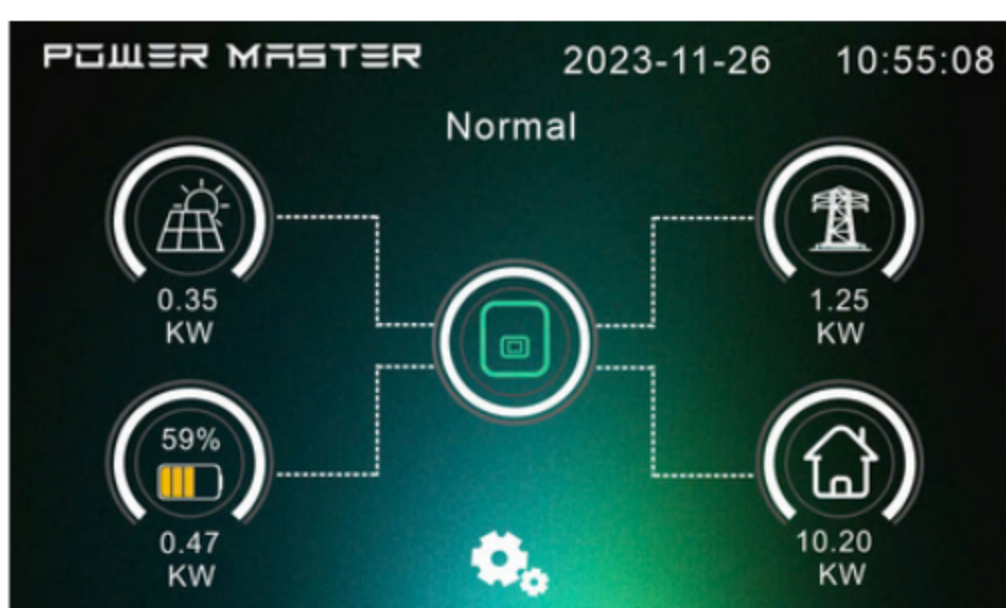 POWER MASTER 2023-11-26 10:55:08
Normal
0.35
KW
1.25
KW
59%
0.47
KW
10.20
KW